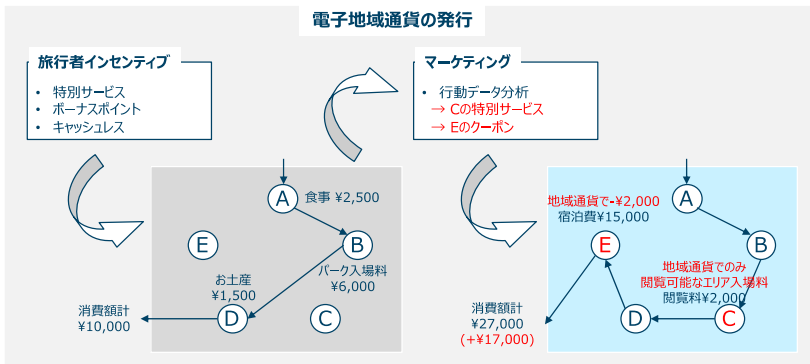 電子地域通貨の発行
旅行者インセンティブ
• 特別サービス
• ボーナスポイント
• キャッシュレス
マーケティング
• 行動データ分析
→ Cの特別サービス
→ Eのクーポン
A
食事 ¥2,500
B
パーク入場料
¥6,000
E
お土産
¥1,500
D
C
消費額計
¥10,000
A
地域通貨で-¥2,000
宿泊費¥15,000
E
B
地域通貨でのみ
閲覧可能なエリア入場料
閲覧料¥2,000
D
C
消費額計
¥27,000
(+¥17,000)